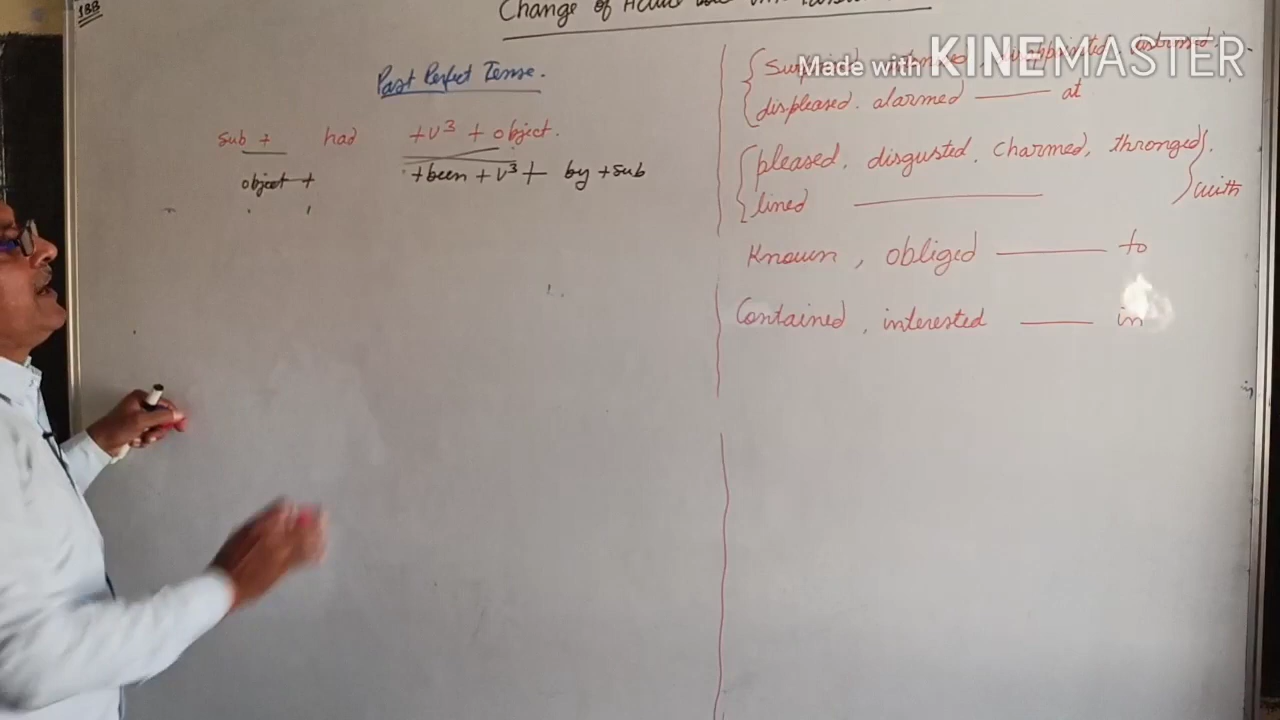 188
Change of
Past Perfect Tense.
sub + had +v3 + object.
object + +been +v3+ by +sub
Surprised,
displeased. alarmed — at
pleased, disgusted, charmed, thronged
lined — with
Known, obliged — to
Contained, interested — in
Made with KINEMASTER